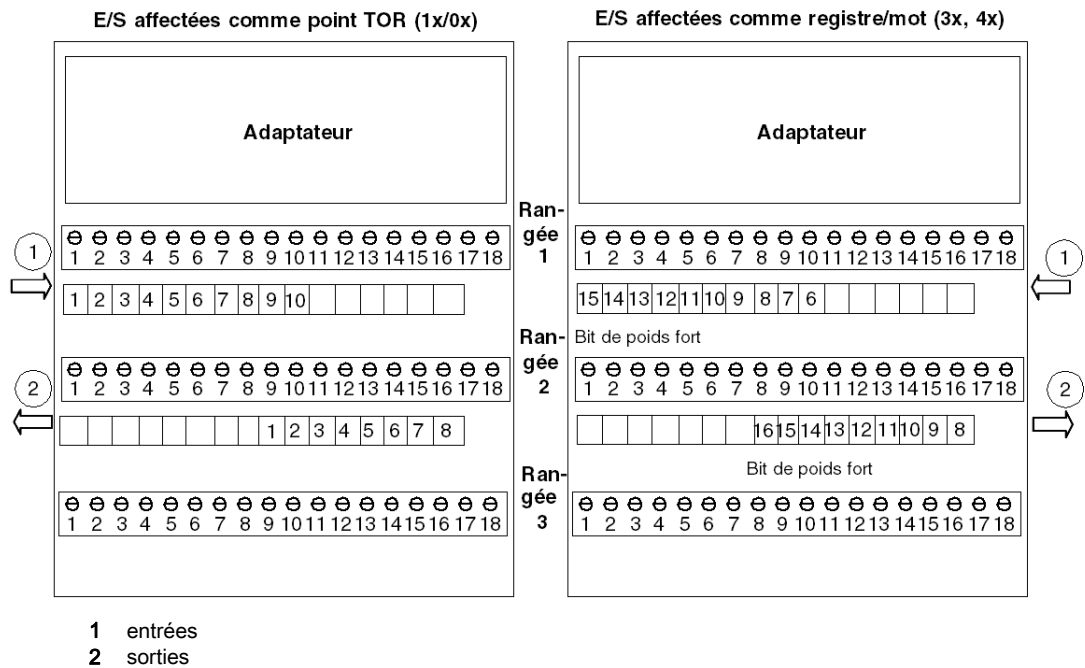 E/S affectées comme point TOR (1x/0x)
E/S affectées comme registre/mot (3x, 4x)
Adaptateur
Adaptateur
Ran-
gée
1
1
1 2 3 4 5 6 7 8 9 10 11 12 13 14 15 16 17 18
1 2 3 4 5 6 7 8 9 10 11 12 13 14 15 16 17 18
1
1 2 3 4 5 6 7 8 9 10
15 14 13 12 11 10 9 8 7 6
Bit de poids fort
Ran-
gée
2
2
1 2 3 4 5 6 7 8 9 10 11 12 13 14 15 16 17 18
1 2 3 4 5 6 7 8 9 10 11 12 13 14 15 16 17 18
2
1 2 3 4 5 6 7 8
16 15 14 13 12 11 10 9 8
Bit de poids fort
Ran-
gée
3
1 2 3 4 5 6 7 8 9 10 11 12 13 14 15 16 17 18
1 2 3 4 5 6 7 8 9 10 11 12 13 14 15 16 17 18
1 entrées
2 sorties